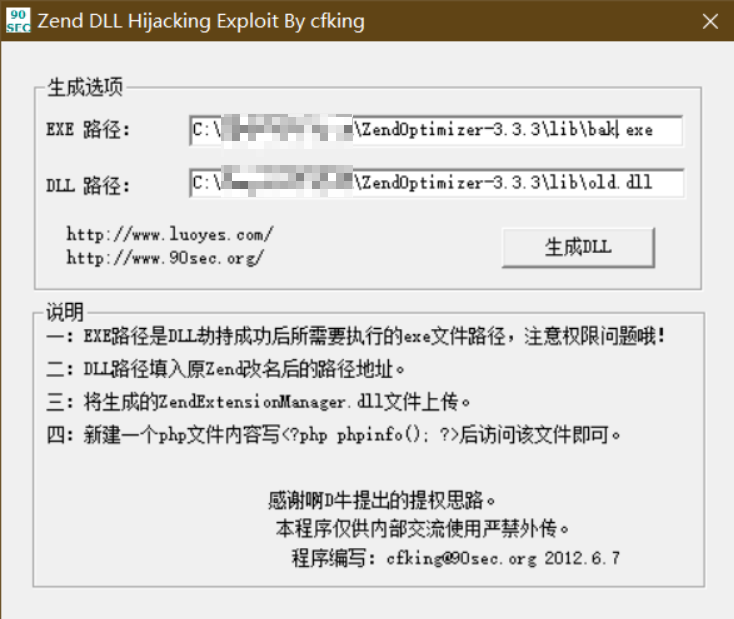 90
SEC
Zend DLL Hijacking Exploit By cfking
生成选项
EXE 路径: C:\ \ZendOptimizer-3.3.3\lib\bak.exe
DLL 路径: C:\ \ZendOptimizer-3.3.3\lib\old.dll
http://www.luoyes.com/
http://www.90sec.org/
生成DLL
说明
一：EXE路径是DLL劫持成功后所需要执行的exe文件路径，注意权限问题哦！
二：DLL路径填入原Zend改名后的路径地址。
三：将生成的ZendExtensionManager.dll文件上传。
四：新建一个php文件内容写<?php phpinfo(); ?>后访问该文件即可。
感谢啊D牛提出的提权思路。
本程序仅供内部交流使用严禁外传。
程序编写：cfking@90sec.org 2012.6.7